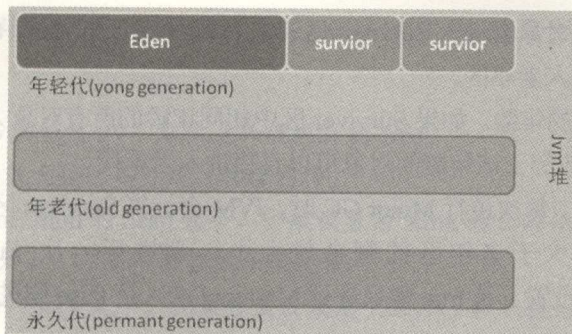 Eden survior survior
年轻代(yong generation)
年老代(old generation)
永久代(permant generation)
Jvm堆